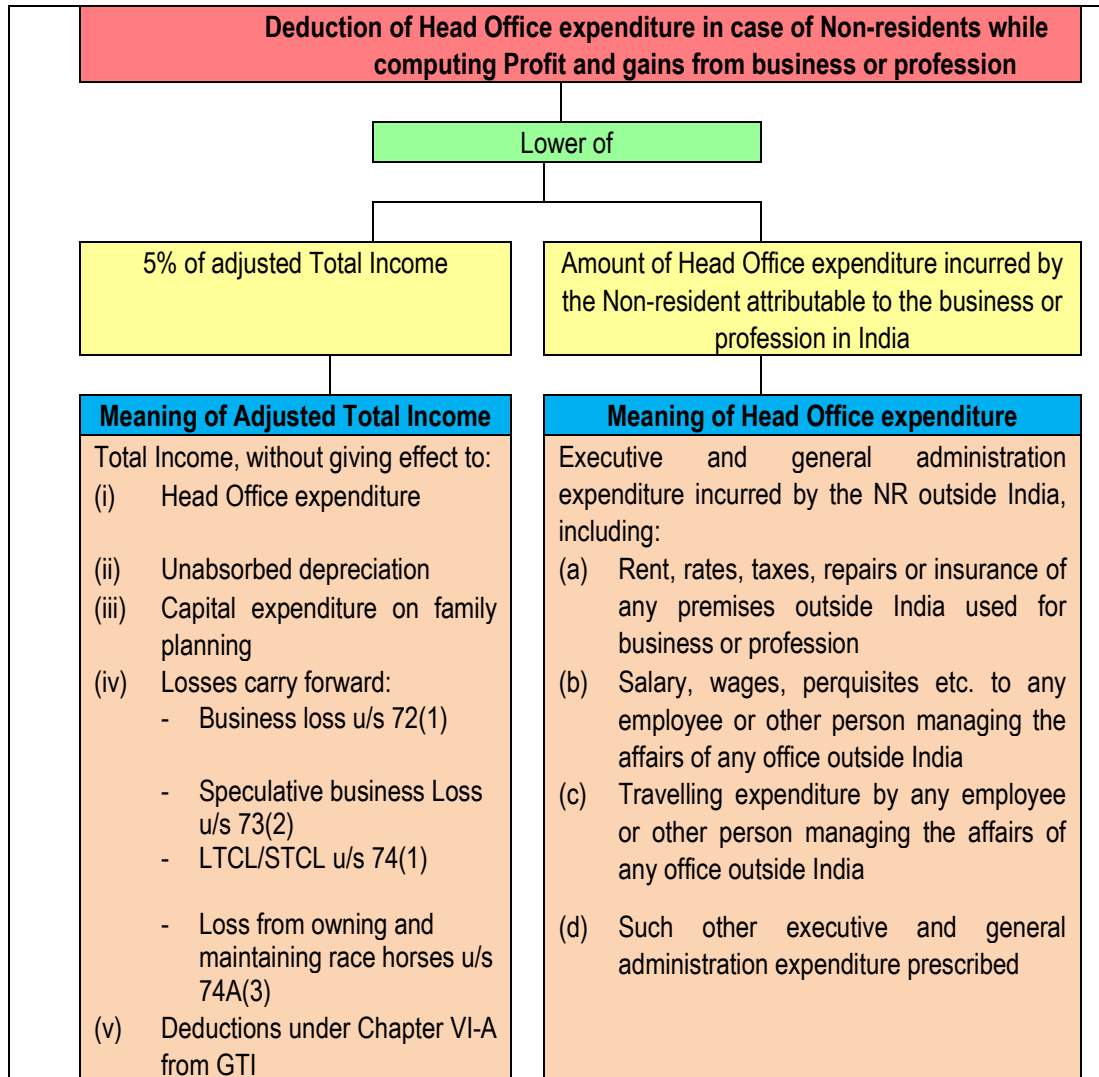 Deduction of Head Office expenditure in case of Non-residents while
computing Profit and gains from business or profession
Lower of
5% of adjusted Total Income
Amount of Head Office expenditure incurred by
the Non-resident attributable to the business or
profession in India
Meaning of Adjusted Total Income
Total Income, without giving effect to:
(i) Head Office expenditure
(ii) Unabsorbed depreciation
(iii) Capital expenditure on family
planning
(iv) Losses carry forward:
- Business loss u/s 72(1)
- Speculative business Loss
u/s 73(2)
- LTCL/STCL u/s 74(1)
- Loss from owning and
maintaining race horses u/s
74A(3)
(v) Deductions under Chapter VI-A
from GTI
Meaning of Head Office expenditure
Executive and general administration
expenditure incurred by the NR outside India,
including:
(a) Rent, rates, taxes, repairs or insurance of
any premises outside India used for
business or profession
(b) Salary, wages, perquisites etc. to any
employee or other person managing the
affairs of any office outside India
(c) Travelling expenditure by any employee
or other person managing the affairs of
any office outside India
(d) Such other executive and general
administration expenditure prescribed